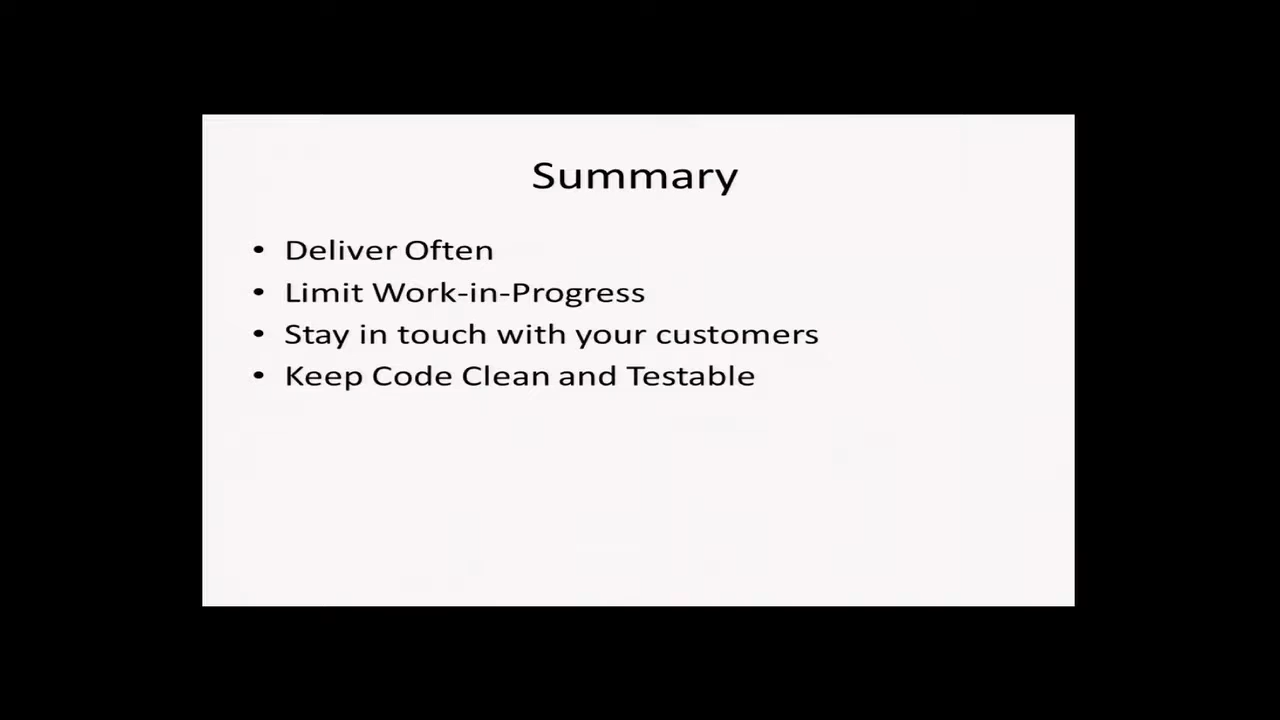 Summary
• Deliver Often
• Limit Work-in-Progress
• Stay in touch with your customers
• Keep Code Clean and Testable